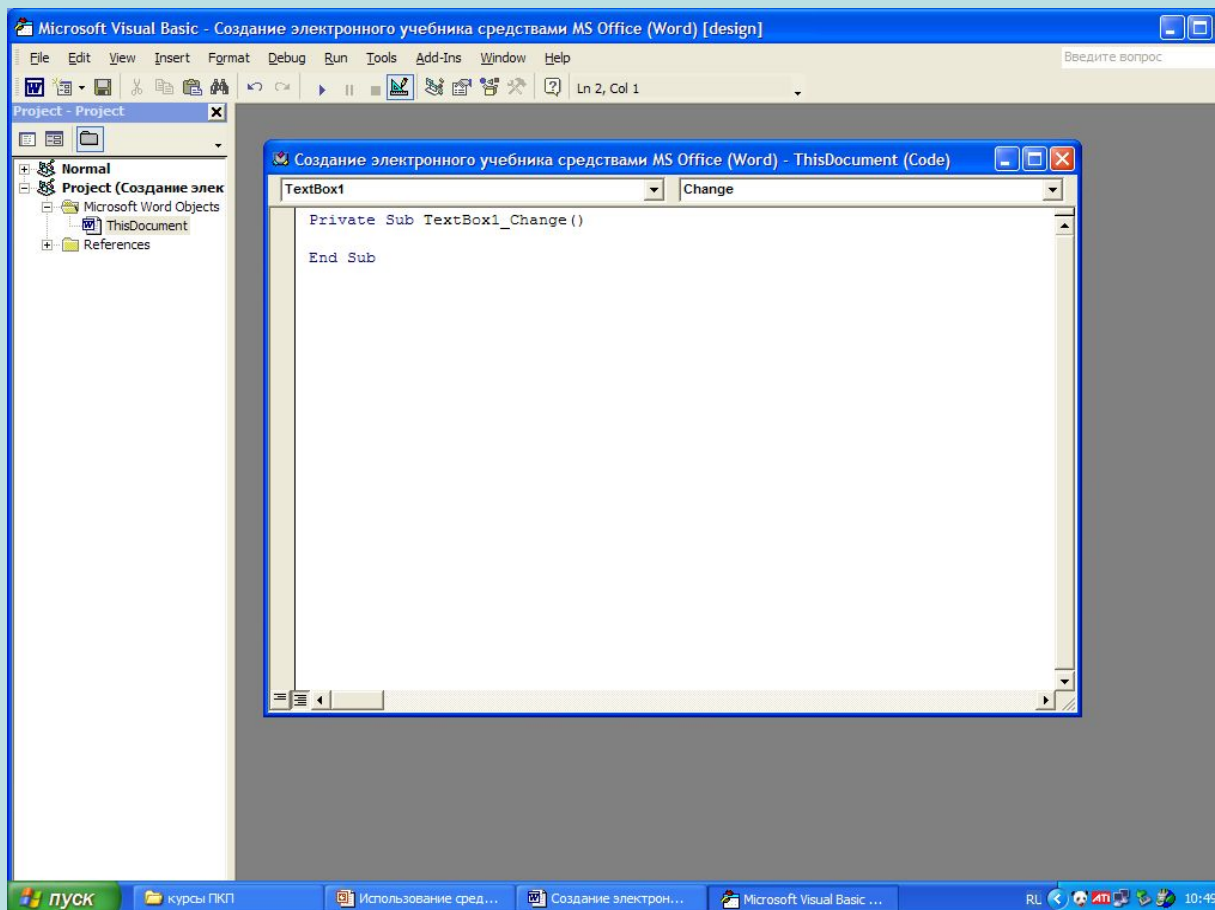 Microsoft Visual Basic - Создание электронного учебника средствами MS Office (Word) [design]
File Edit View Insert Format Debug Run Tools Add-Ins Window Help
Введите вопрос
Ln 2, Col 1
Project - Project
Normal
Project (Создание элек
Microsoft Word Objects
ThisDocument
References
Создание электронного учебника средствами MS Office (Word) - ThisDocument (Code)
TextBox1 Change
Private Sub TextBox1_Change()
End Sub
пуск курсы ПКП Использование сред... Создание электрон... Microsoft Visual Basic ... RL 10:49